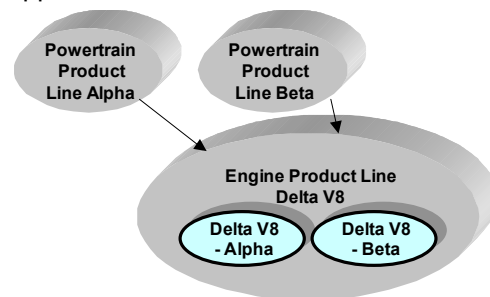 Powertrain
Product
Line Alpha
Powertrain
Product
Line Beta
Engine Product Line
Delta V8
Delta V8
- Alpha
Delta V8
- Beta